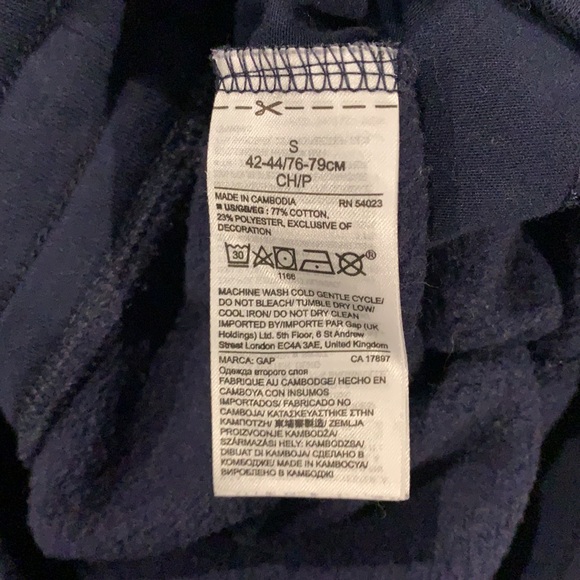 S
42-44/76-79CM
CH/P
MADE IN CAMBODIA RN 54023
■ US/GB/EG : 77% COTTON,
23% POLYESTER, EXCLUSIVE OF
DECORATION
30
®
1166
MACHINE WASH COLD GENTLE CYCLE/
DO NOT BLEACH/ TUMBLE DRY LOW/
COOL IRON/ DO NOT DRY CLEAN
IMPORTED BY/IMPORTE PAR Gap (UK
Holdings) Ltd. 5th Floor, 6 St Andrew
Street London EC4A 3AE, United Kingdom
MARCA: GAP CA 17897
Одежда второго слоя
FABRIQUE AU CAMBODGE/ HECHO EN
CAMBOYA CON INSUMOS
IMPORTADOS/ FABRICADO NO
CAMBOJA/ ΚΑΤΑΣΚΕΥΑΣΤΗΚΕ ΣΤΗΝ
ΚΑΜΠΟΤΖΗ/ 柬埔寨製造/ ZEMLJA
PROIZVODNJE KAMBODŽA/
SZÁRMAZÁSI HELY: KAMBODZSA/
DIBUAT DI KAMBOJA/ СДЕЛАНО В
КОМБОДЖЕ/ MADE IN KAMBOÇYA/
ВИРОБЛЕНО В КАМБОДЖІ